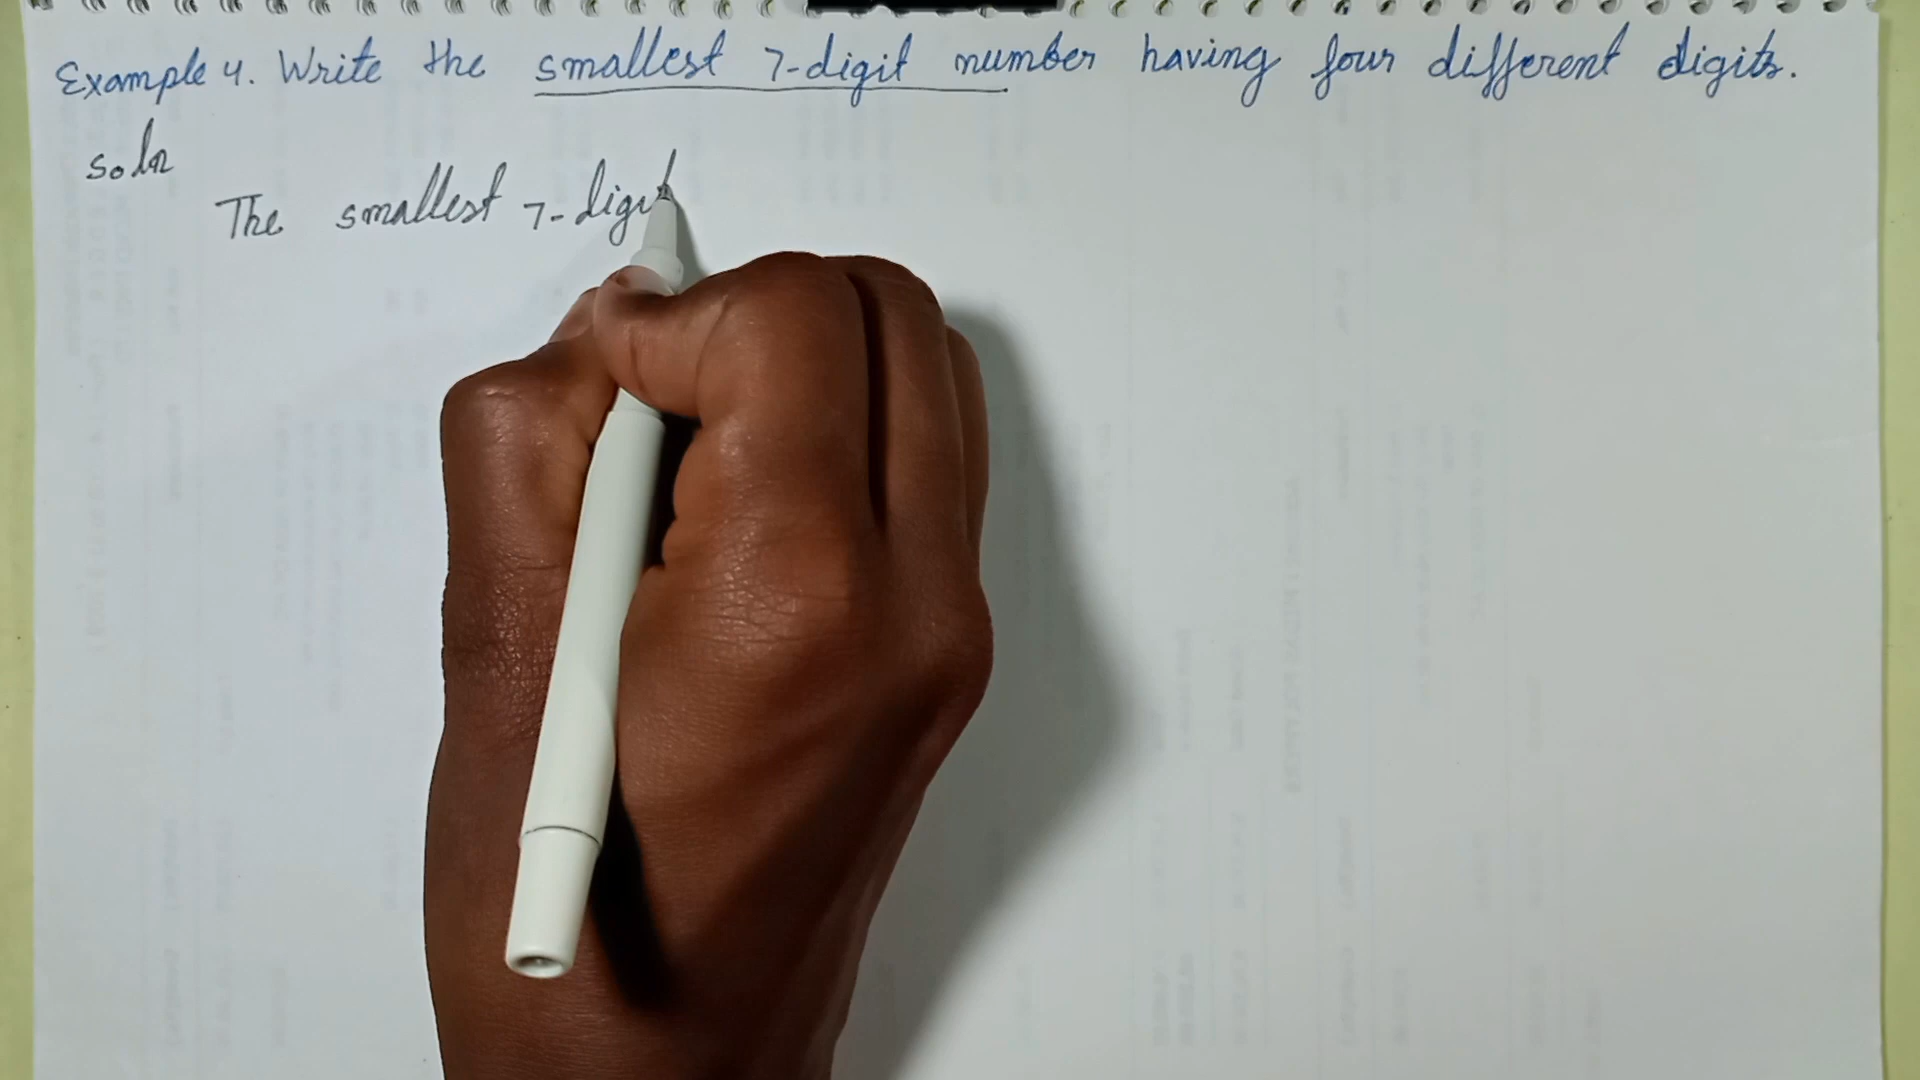 Example 4. Write the smallest 7-digit number having four different digits.
Soln
The smallest 7-digit